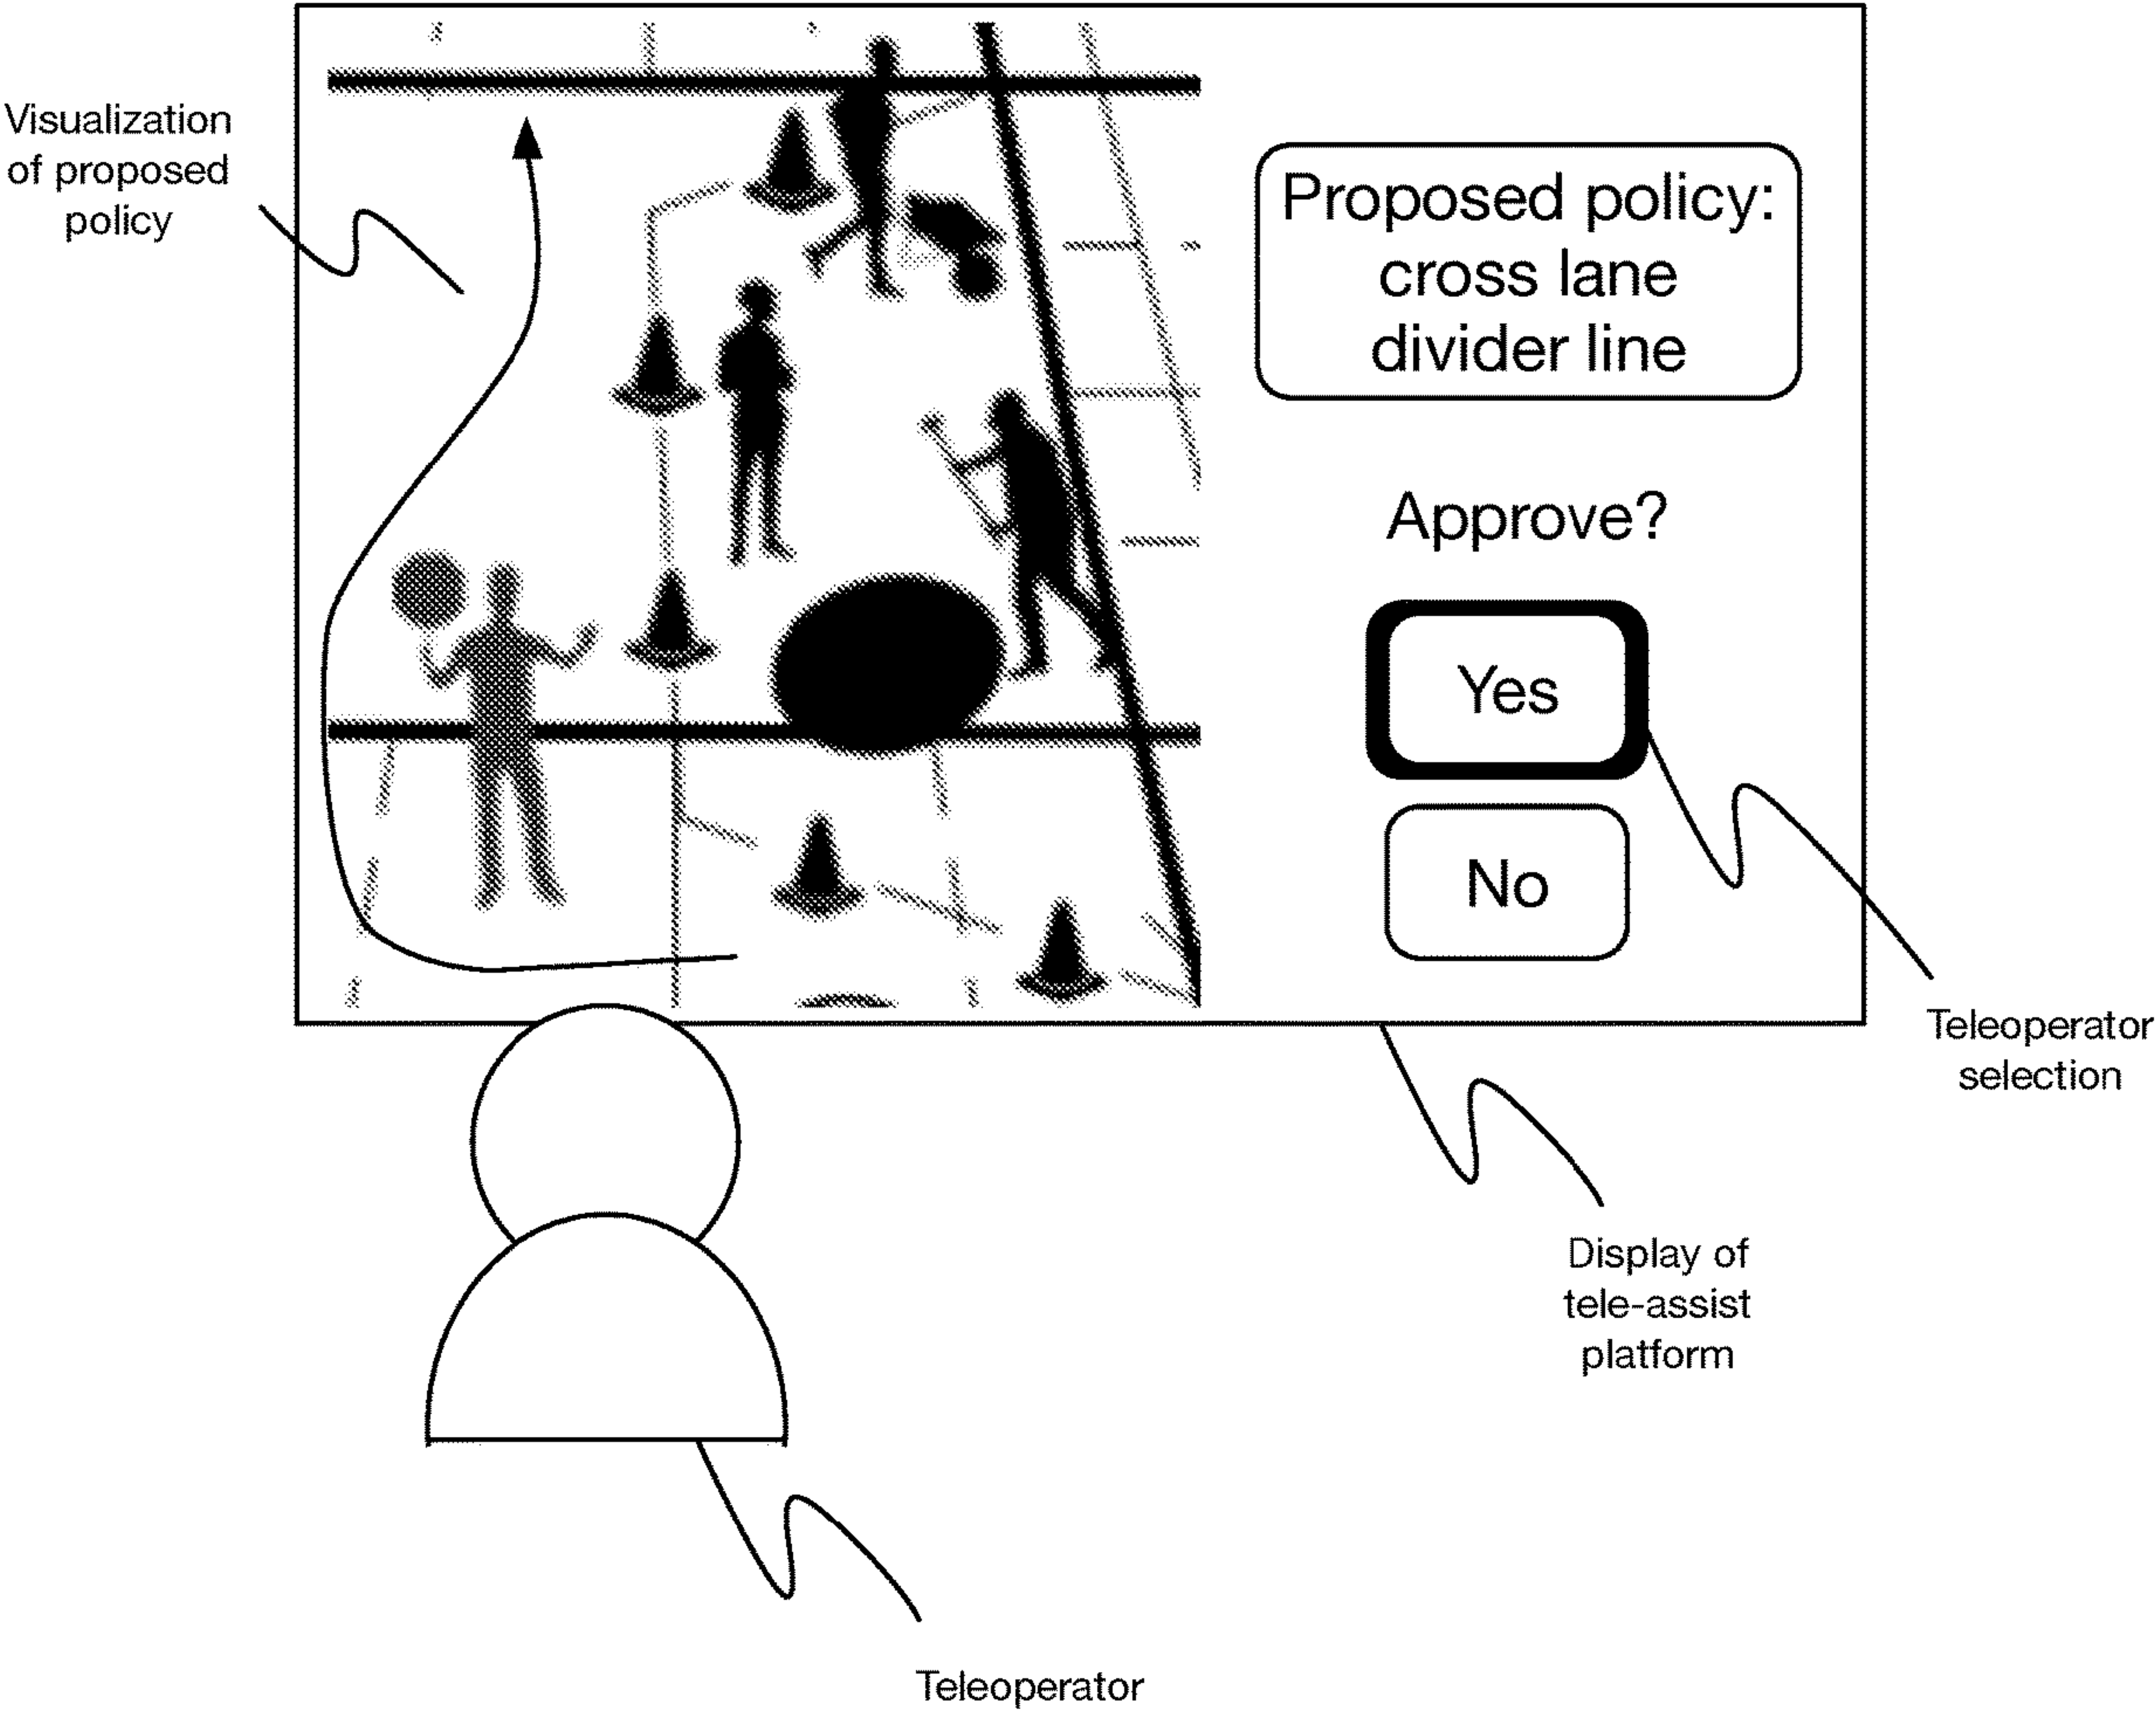 Visualization
of proposed
policy
Proposed policy:
cross lane
divider line
Approve?
Yes
No
Teleoperator
selection
Display of
tele-assist
platform
Teleoperator